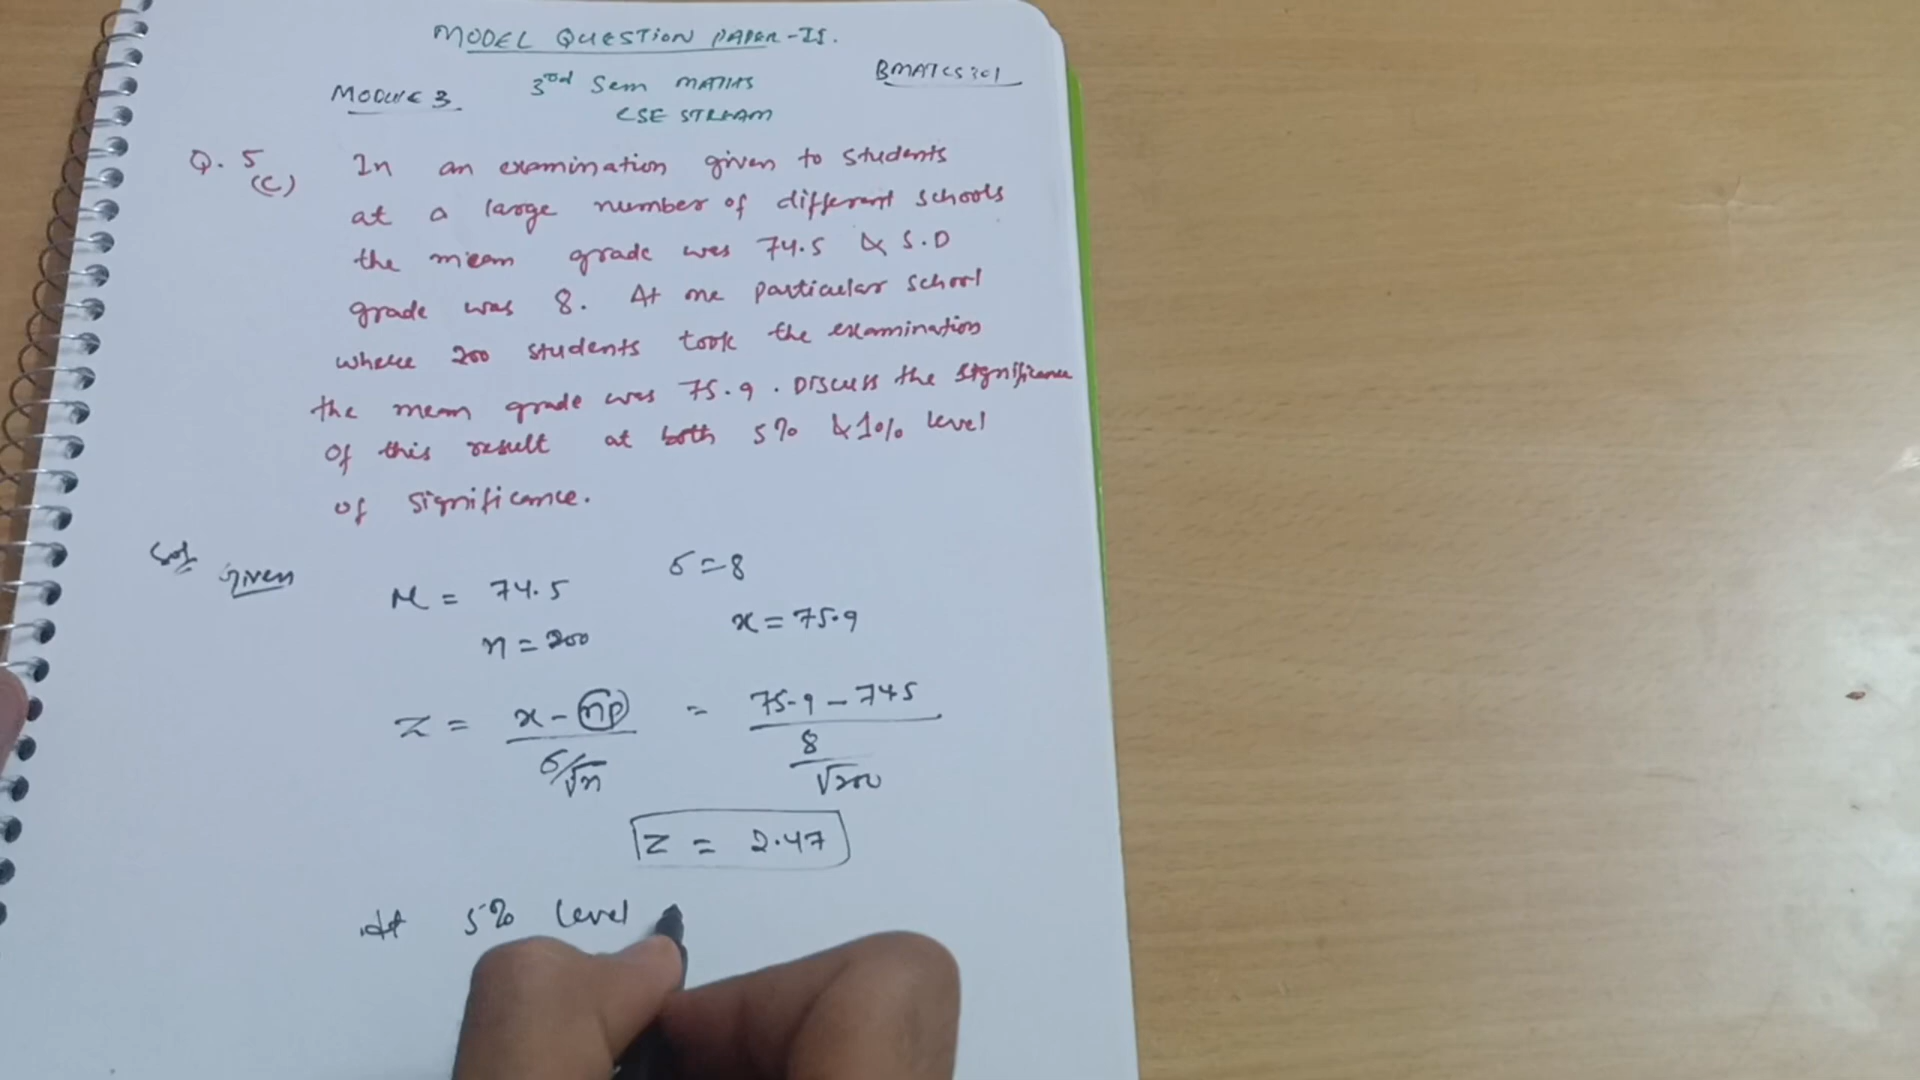 MODEL QUESTION PAPER-II.
BMATCS301
MODULE 3
3rd Sem MATHS
CSE STREAM
Q. 5 (C) In an examination given to students
at a large number of different schools
the mean grade was 74.5 & S.D
grade was 8. At one particular school
where 200 students took the examination
the mean grade was 75.9. Discuss the significance
of this result at both 5% & 1% level
of significance.
Sol Given
μ = 74.5 σ = 8
n = 200 x = 75.9
Z = x - np / σ/√n = 75.9 - 74.5 / 8/√200
Z = 2.47
At 5% level